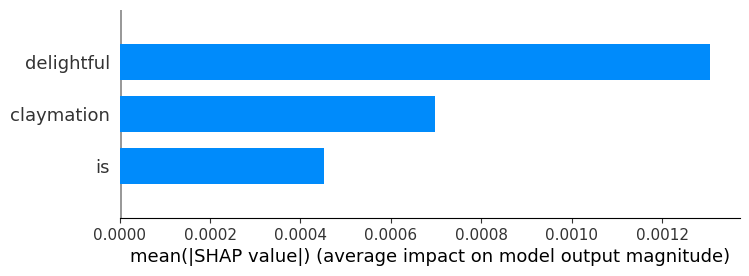 delightful
claymation
is
0.0000 0.0002 0.0004 0.0006 0.0008 0.0010 0.0012
mean(|SHAP value|) (average impact on model output magnitude)